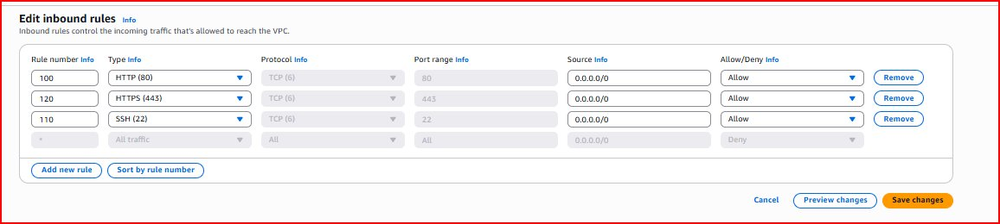 Edit inbound rules Info
Inbound rules control the incoming traffic that's allowed to reach the VPC.
Rule number Info Type Info Protocol Info Port range Info Source Info Allow/Deny Info
100 HTTP (80) TCP (6) 80 0.0.0.0/0 Allow Remove
120 HTTPS (443) TCP (6) 443 0.0.0.0/0 Allow Remove
110 SSH (22) TCP (6) 22 0.0.0.0/0 Allow Remove
* All traffic All All 0.0.0.0/0 Deny
Add new rule Sort by rule number
Cancel Preview changes Save changes